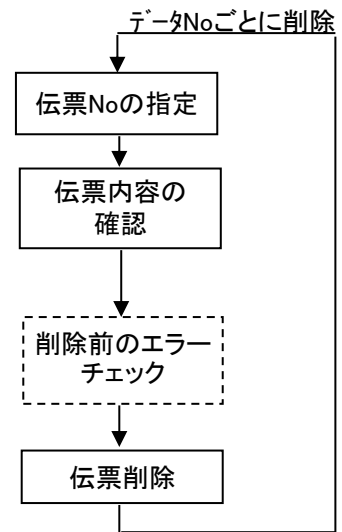 ﾃﾞｰﾀNoごとに削除
伝票Noの指定
伝票内容の
確認
削除前のエラー
チェック
伝票削除